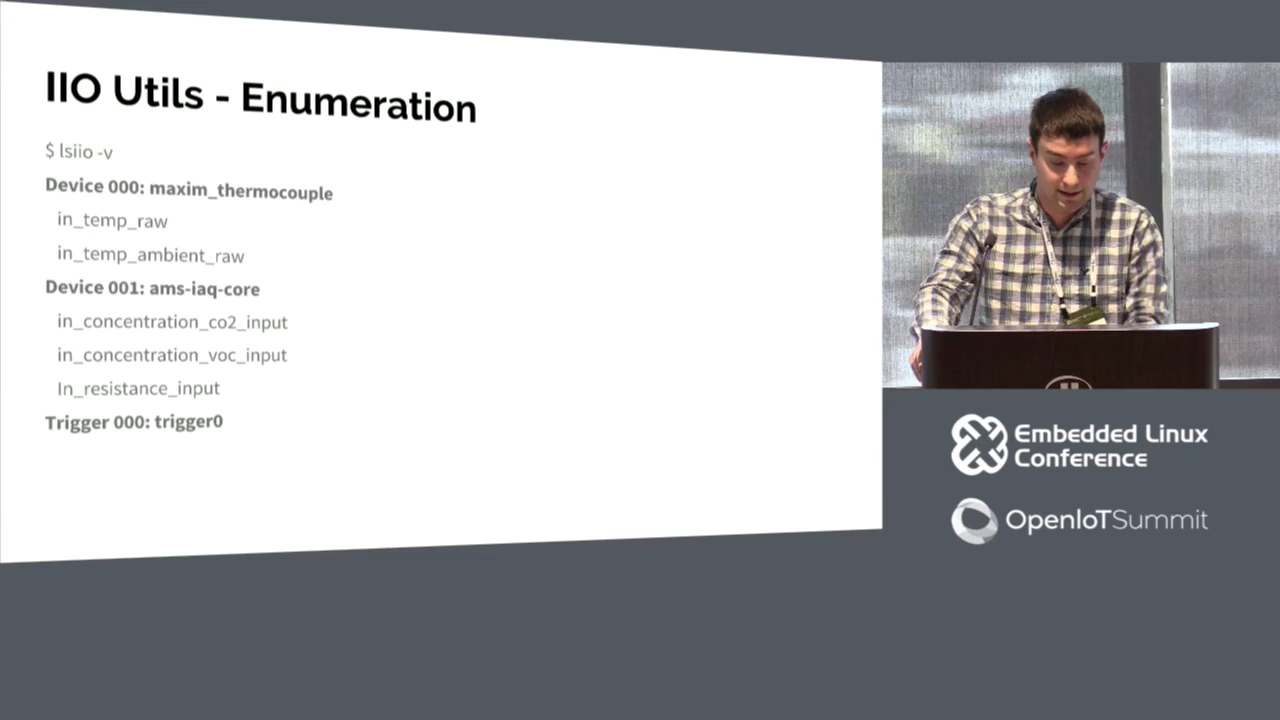 IIO Utils - Enumeration
$ lsiio -v
Device 000: maxim_thermocouple
in_temp_raw
in_temp_ambient_raw
Device 001: ams-iaq-core
in_concentration_co2_input
in_concentration_voc_input
In_resistance_input
Trigger 000: trigger0
Embedded Linux
Conference
OpenIoTSummit